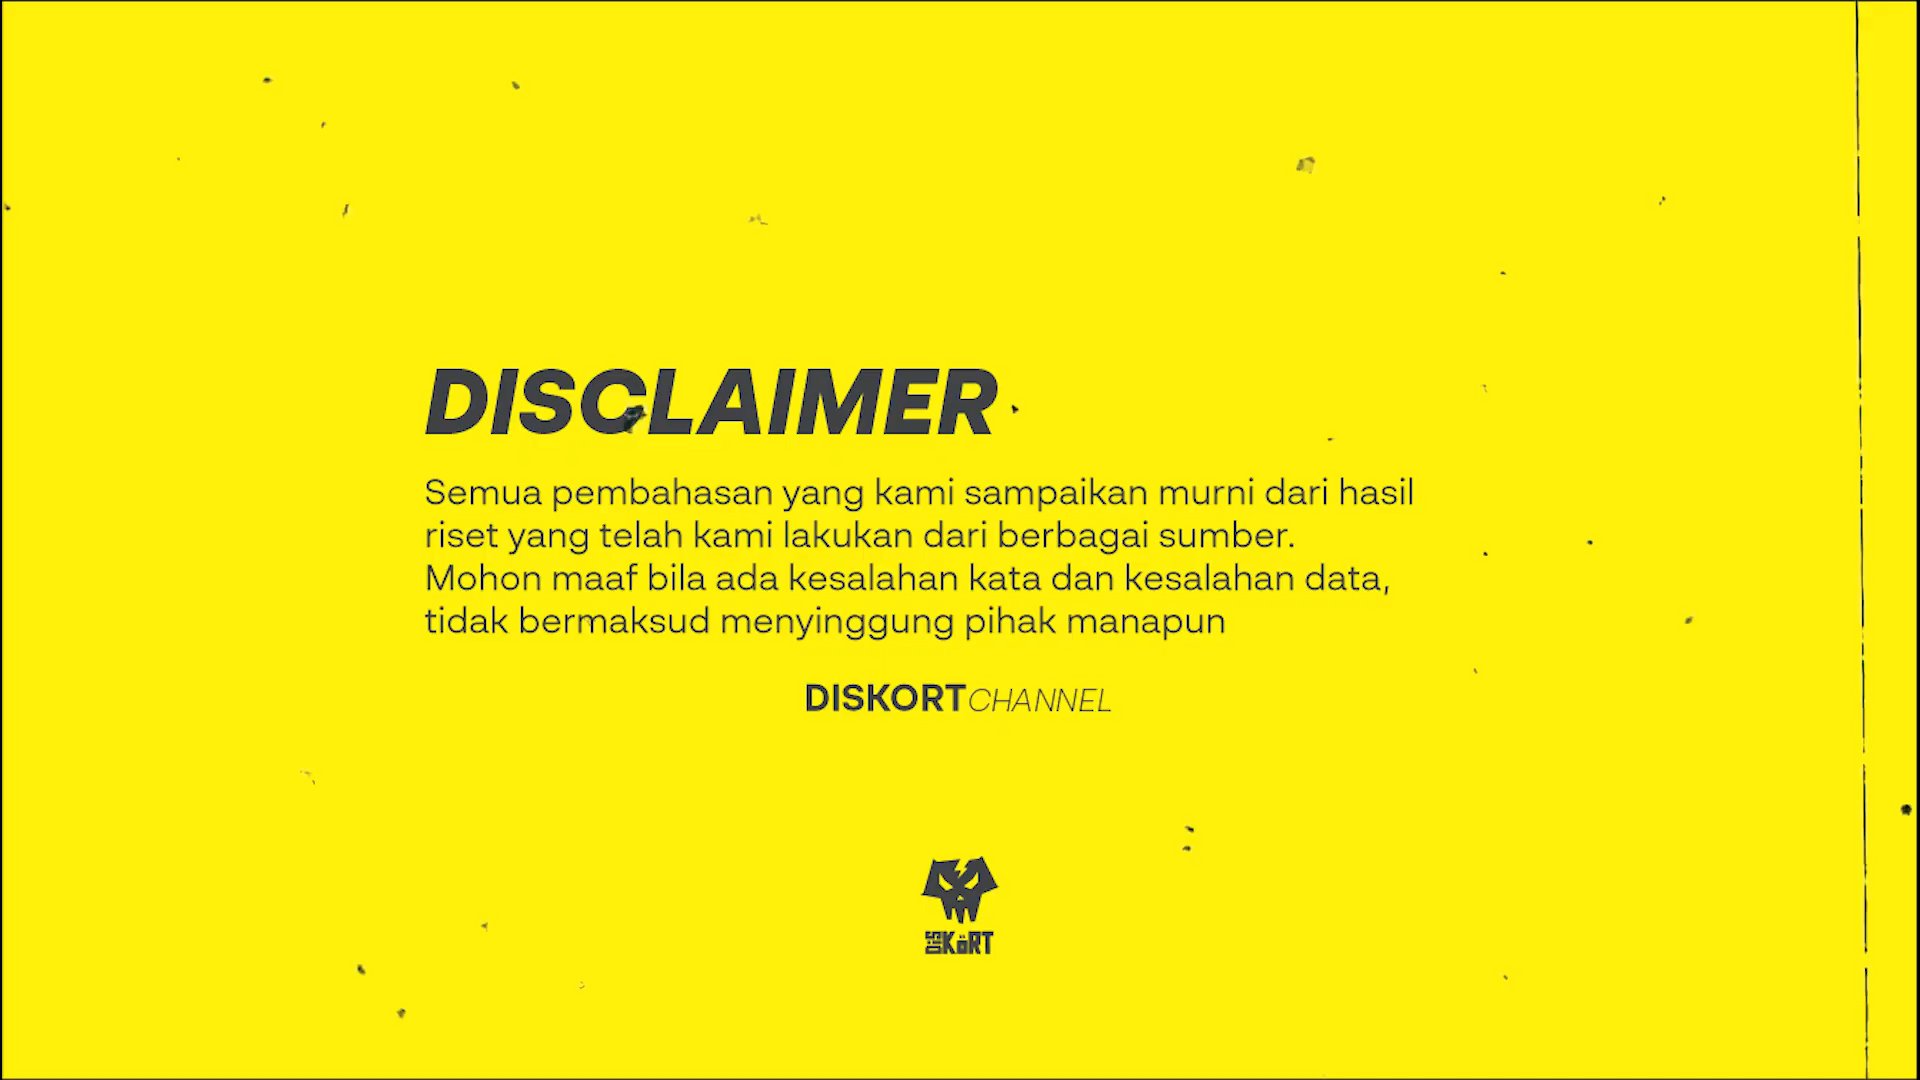 DISCLAIMER
Semua pembahasan yang kami sampaikan murni dari hasil
riset yang telah kami lakukan dari berbagai sumber.
Mohon maaf bila ada kesalahan kata dan kesalahan data,
tidak bermaksud menyinggung pihak manapun
DISKORTCHANNEL
DISKÖRT